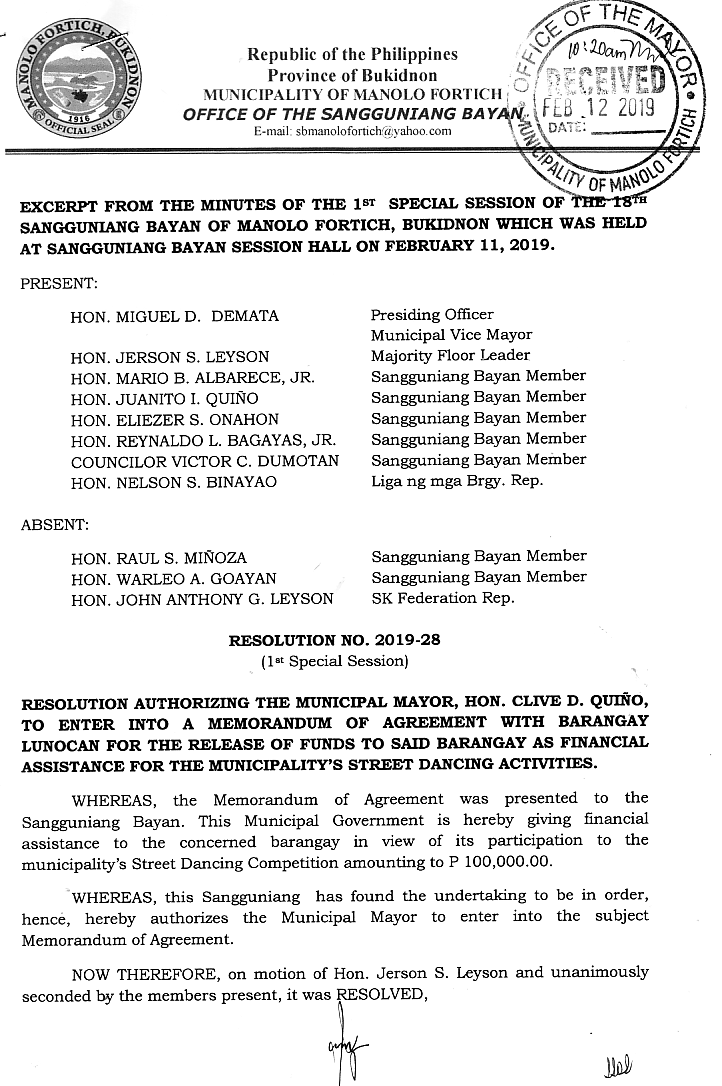 MANOLO FORTICH, BUKIDNON
1916
OFFICIAL SEAL
Republic of the Philippines
Province of Bukidnon
MUNICIPALITY OF MANOLO FORTICH
OFFICE OF THE SANGGUNIANG BAYAN
E-mail: sbmanolofortich@yahoo.com
OFFICE OF THE MAYOR
10:20am
RECEIVED
FEB 12 2019
DATE:
MUNICIPALITY OF MANOLO FORTICH
EXCERPT FROM THE MINUTES OF THE 1ST SPECIAL SESSION OF THE 18TH
SANGGUNIANG BAYAN OF MANOLO FORTICH, BUKIDNON WHICH WAS HELD
AT SANGGUNIANG BAYAN SESSION HALL ON FEBRUARY 11, 2019.
PRESENT:
HON. MIGUEL D. DEMATA Presiding Officer
Municipal Vice Mayor
HON. JERSON S. LEYSON Majority Floor Leader
HON. MARIO B. ALBARECE, JR. Sangguniang Bayan Member
HON. JUANITO I. QUIÑO Sangguniang Bayan Member
HON. ELIEZER S. ONAHON Sangguniang Bayan Member
HON. REYNALDO L. BAGAYAS, JR. Sangguniang Bayan Member
COUNCILOR VICTOR C. DUMOTAN Sangguniang Bayan Member
HON. NELSON S. BINAYAO Liga ng mga Brgy. Rep.
ABSENT:
HON. RAUL S. MIÑOZA Sangguniang Bayan Member
HON. WARLEO A. GOAYAN Sangguniang Bayan Member
HON. JOHN ANTHONY G. LEYSON SK Federation Rep.
RESOLUTION NO. 2019-28
(1st Special Session)
RESOLUTION AUTHORIZING THE MUNICIPAL MAYOR, HON. CLIVE D. QUIÑO,
TO ENTER INTO A MEMORANDUM OF AGREEMENT WITH BARANGAY
LUNOCAN FOR THE RELEASE OF FUNDS TO SAID BARANGAY AS FINANCIAL
ASSISTANCE FOR THE MUNICIPALITY'S STREET DANCING ACTIVITIES.
WHEREAS, the Memorandum of Agreement was presented to the
Sangguniang Bayan. This Municipal Government is hereby giving financial
assistance to the concerned barangay in view of its participation to the
municipality's Street Dancing Competition amounting to P 100,000.00.
WHEREAS, this Sangguniang has found the undertaking to be in order,
hence, hereby authorizes the Municipal Mayor to enter into the subject
Memorandum of Agreement.
NOW THEREFORE, on motion of Hon. Jerson S. Leyson and unanimously
seconded by the members present, it was RESOLVED,